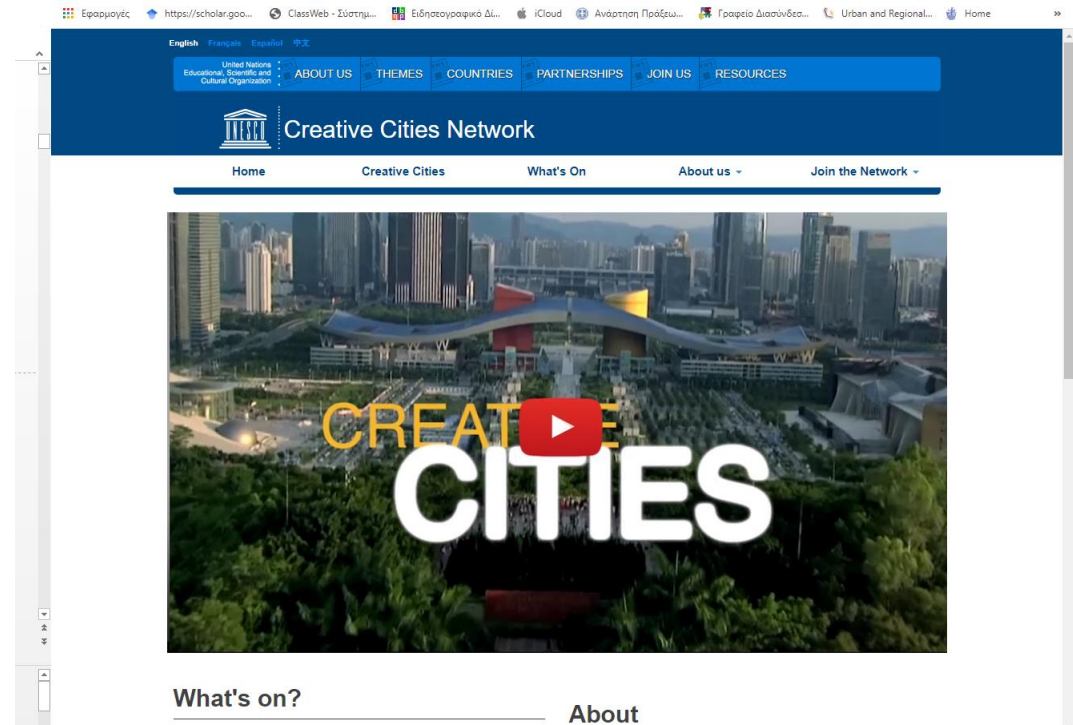 Εφαρμογές https://scholar.goo... ClassWeb - Σύστημ... Ειδησεογραφικό Δί... iCloud Ανάρτηση Πράξεω... Γραφείο Διασύνδεσ... Urban and Regional... Home »
English Français Español 中文
United Nations
Educational, Scientific and
Cultural Organization
ABOUT US THEMES COUNTRIES PARTNERSHIPS JOIN US RESOURCES
UNESCO Creative Cities Network
Home Creative Cities What's On About us Join the Network
CREATIVE
CITIES
What's on?
About